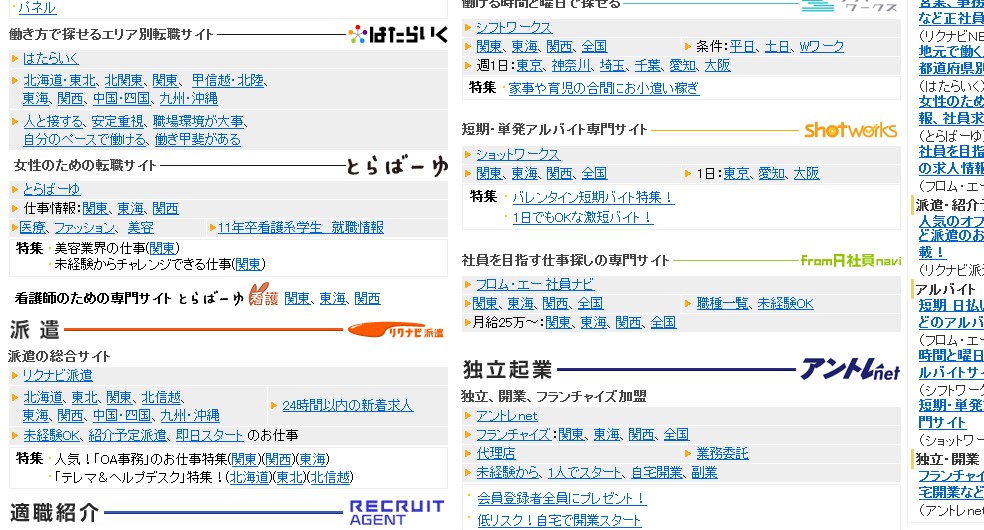 パネル
働き方で探せるエリア別転職サイト はたらいく
はたらいく
北海道・東北、北関東、関東、甲信越・北陸、
東海、関西、中国・四国、九州・沖縄
人と接する、安定重視、職場環境が大事、
自分のペースで働ける、働き甲斐がある
女性のための転職サイト とらばーゆ
とらばーゆ
仕事情報：関東、東海、関西
医療、ファッション、 美容 11年卒看護系学生 就職情報
特集 ・美容業界の仕事(関東)
・未経験からチャレンジできる仕事(関東)
看護師のための専門サイト とらばーゆ 看護 関東、東海、関西
派遣 リクナビ派遣
派遣の総合サイト
リクナビ派遣
北海道、東北、関東、北信越、
東海、関西、中国・四国、九州・沖縄
24時間以内の新着求人
未経験OK、紹介予定派遣、即日スタート のお仕事
特集 ・人気！「OA事務」のお仕事特集(関東)(関西)(東海)
・「テレマ＆ヘルプデスク」特集！(北海道)(東北)(北信越)
適職紹介 RECRUIT AGENT
働ける時間と曜日で探せる ワークス
シフトワークス
関東、東海、関西、全国 条件：平日、土日、Wワーク
週1日：東京、神奈川、埼玉、千葉、愛知、大阪
特集 ・家事や育児の合間にお小遣い稼ぎ
短期・単発アルバイト専門サイト shotworks
ショットワークス
関東、東海、関西、全国 1日：東京、愛知、大阪
特集 ・バレンタイン短期バイト特集！
・1日でもOKな激短バイト！
社員を目指す仕事探しの専門サイト fromA社員navi
フロム・エー 社員ナビ
関東、東海、関西、全国 職種一覧、未経験OK
月給25万～：関東、東海、関西、全国
独立起業 アントレnet
独立、開業、フランチャイズ加盟
アントレnet
フランチャイズ：関東、東海、関西、全国
代理店 業務委託
未経験から、1人でスタート、自宅開業、副業
・会員登録者全員にプレゼント！
・低リスク！自宅で開業スタート
営業、事務
など正社員
(リクナビNE
地元で働く
都道府県別
(はたらいく)
女性のため
報、社員求
(とらばーゆ
社員を目指
の求人情報
(フロム・エー
派遣・紹介予
人気のオフ
ど派遣のお
載！
(リクナビ派
アルバイト
短期 日払い
どのアルバ
(フロム・エー
時間と曜日
ルバイトサイ
(シフトワーク
短期・単発
門サイト
(ショットワー
独立・開業
フランチャイ
宅開業など
(アントレnet